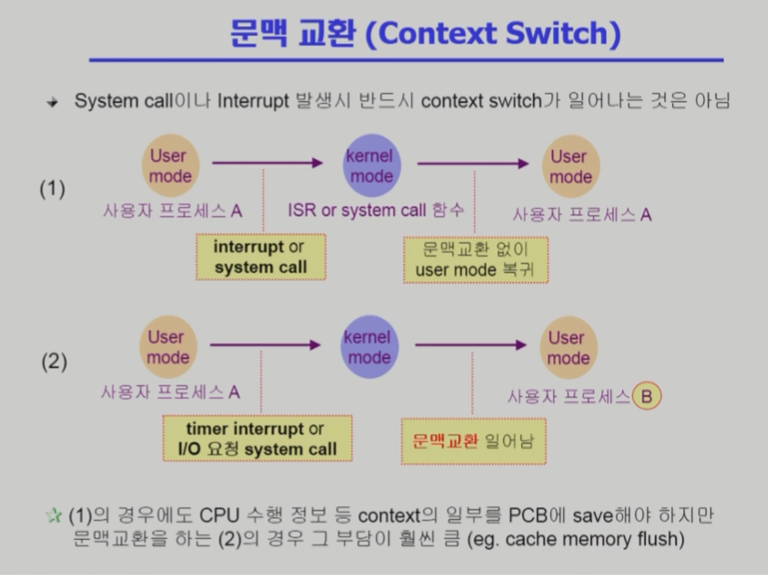 문맥 교환 (Context Switch)
System call이나 Interrupt 발생시 반드시 context switch가 일어나는 것은 아님
(1)
User
mode
사용자 프로세스 A
interrupt or
system call
kernel
mode
ISR or system call 함수
문맥교환 없이
user mode 복귀
User
mode
사용자 프로세스 A
(2)
User
mode
사용자 프로세스 A
timer interrupt or
I/O 요청 system call
kernel
mode
문맥교환 일어남
User
mode
사용자 프로세스 B
(1)의 경우에도 CPU 수행 정보 등 context의 일부를 PCB에 save해야 하지만
문맥교환을 하는 (2)의 경우 그 부담이 훨씬 큼 (eg. cache memory flush)